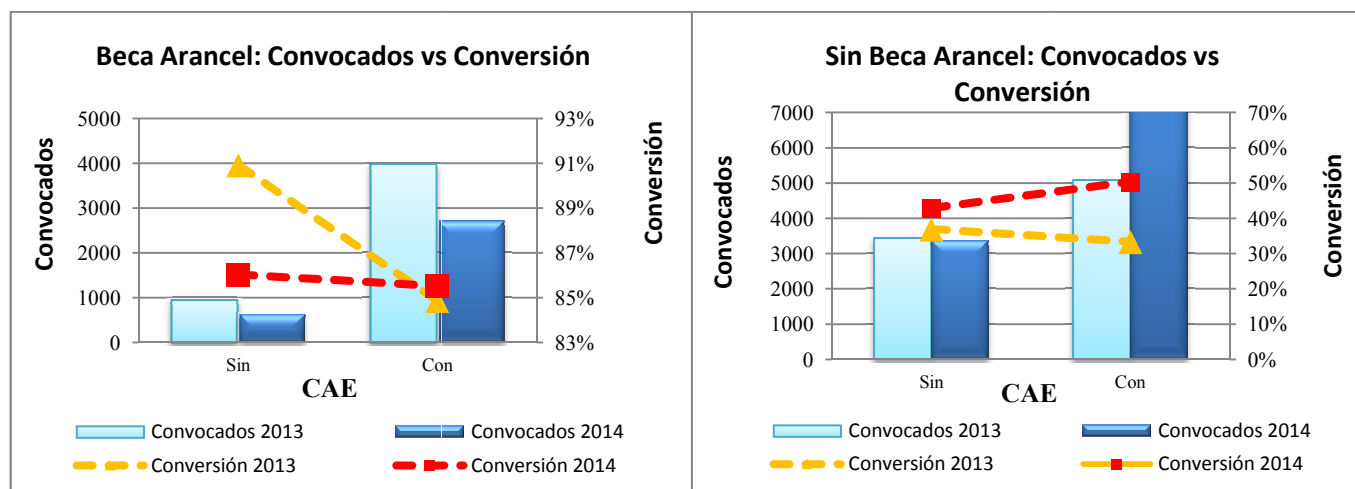 Beca Arancel: Convocados vs Conversión
Convocados
5000
4000
3000
2000
1000
0
93%
91%
89%
87%
85%
83%
Conversión
Sin
Con
CAE
Convocados 2013
Convocados 2014
Conversión 2013
Conversión 2014
Sin Beca Arancel: Convocados vs
Conversión
Convocados
7000
6000
5000
4000
3000
2000
1000
0
70%
60%
50%
40%
30%
20%
10%
0%
Conversión
Sin
Con
CAE
Convocados 2013
Convocados 2014
Conversión 2013
Conversión 2014